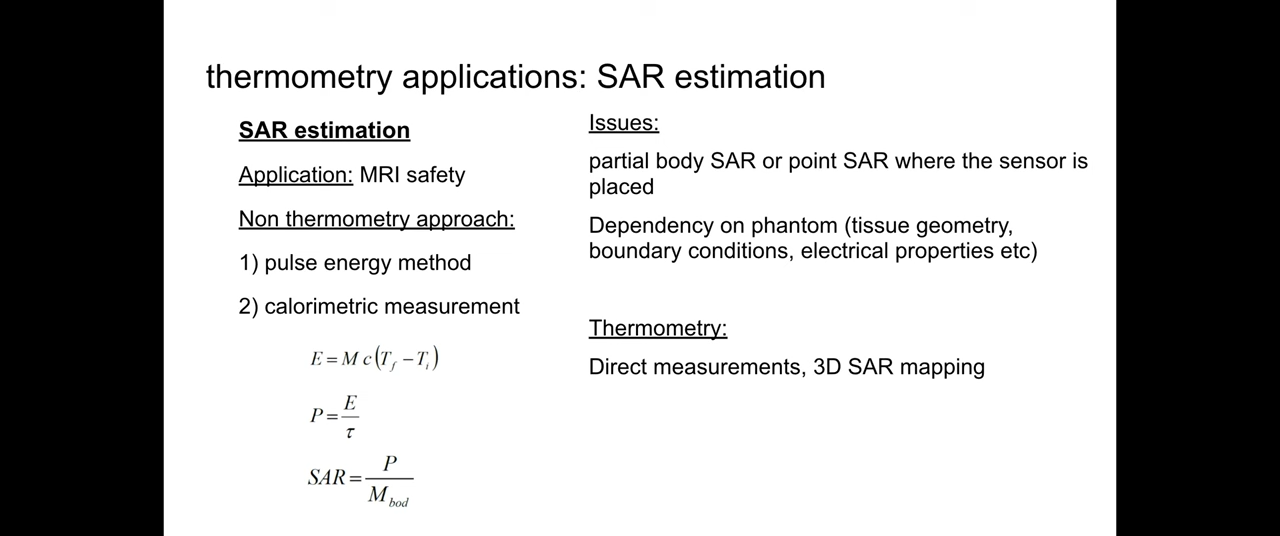 thermometry applications: SAR estimation
SAR estimation
Application: MRI safety
Non thermometry approach:
1) pulse energy method
2) calorimetric measurement
E = M c (T_f − T_i)
P = E / τ
SAR = P / M_bod
Issues:
partial body SAR or point SAR where the sensor is
placed
Dependency on phantom (tissue geometry,
boundary conditions, electrical properties etc)
Thermometry:
Direct measurements, 3D SAR mapping